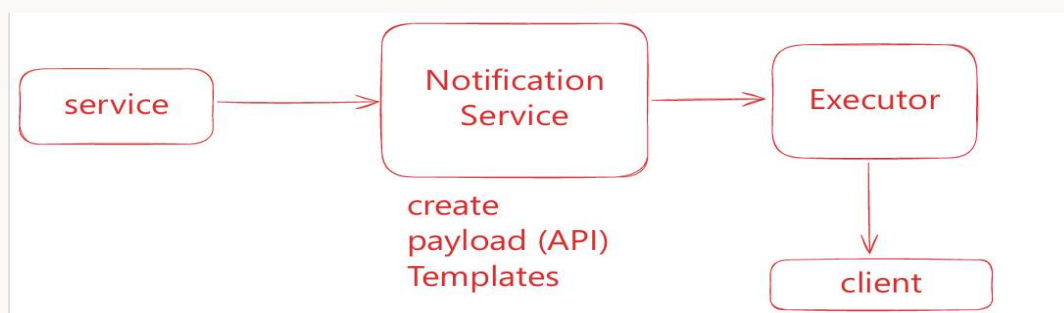 service
Notification
Service
Executor
create
payload (API)
Templates
client